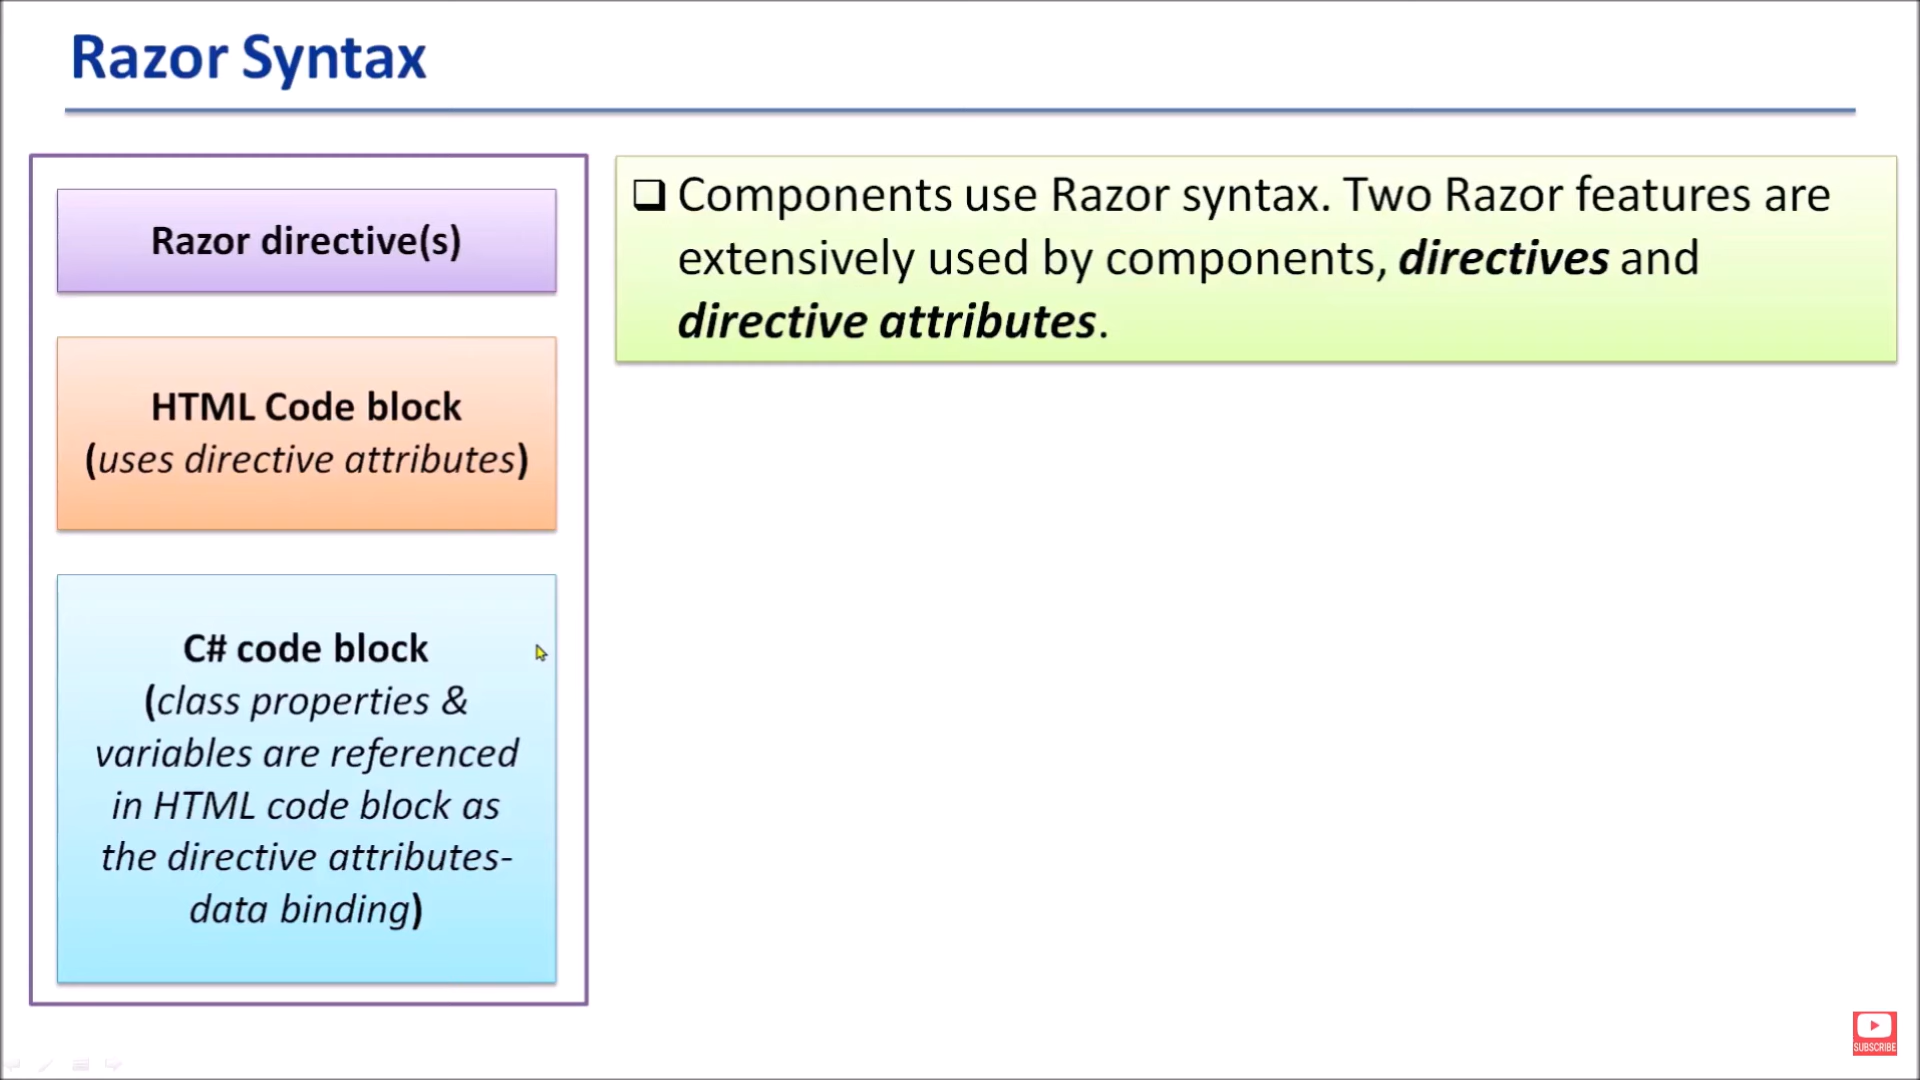 Razor Syntax
Razor directive(s)
HTML Code block
(uses directive attributes)
C# code block
(class properties &
variables are referenced
in HTML code block as
the directive attributes-
data binding)
Components use Razor syntax. Two Razor features are
extensively used by components, directives and
directive attributes.
SUBSCRIBE